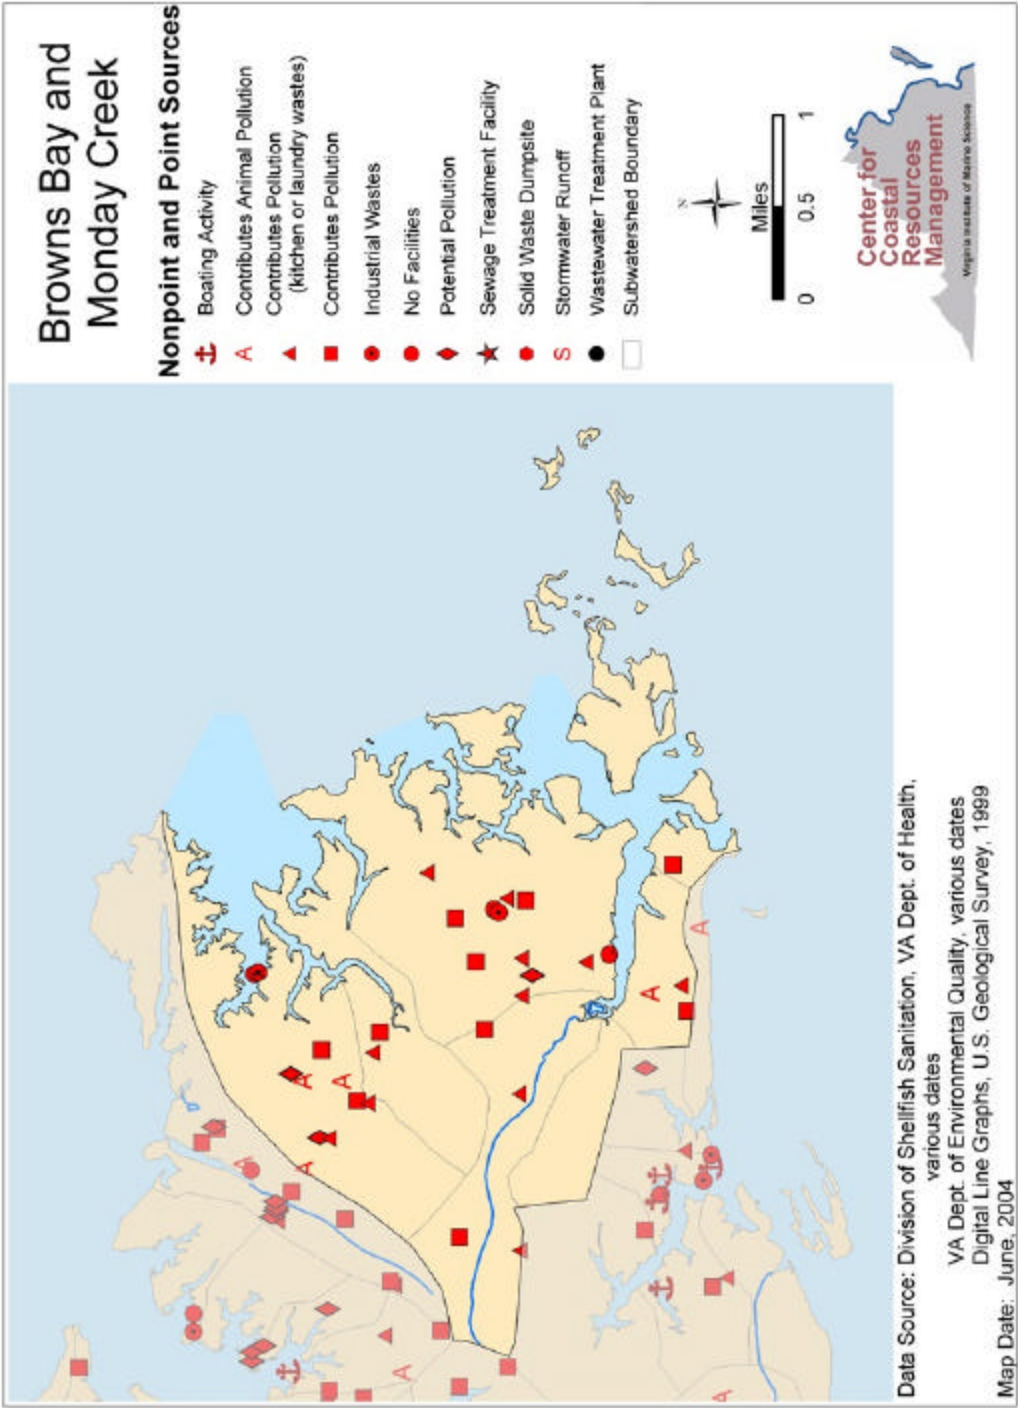 Browns Bay and
Monday Creek
Nonpoint and Point Sources
Boating Activity
A Contributes Animal Pollution
Contributes Pollution
(kitchen or laundry wastes)
Contributes Pollution
Industrial Wastes
No Facilities
Potential Pollution
Sewage Treatment Facility
Solid Waste Dumpsite
S Stormwater Runoff
Wastewater Treatment Plant
Subwatershed Boundary
N
Miles
0 0.5 1
Center for
Coastal
Resources
Management
Virginia Institute of Marine Science
A
A
A
A
A
A
A
A
Data Source: Division of Shellfish Sanitation, VA Dept. of Health,
various dates
VA Dept. of Environmental Quality, various dates
Digital Line Graphs, U.S. Geological Survey, 1999
Map Date: June, 2004